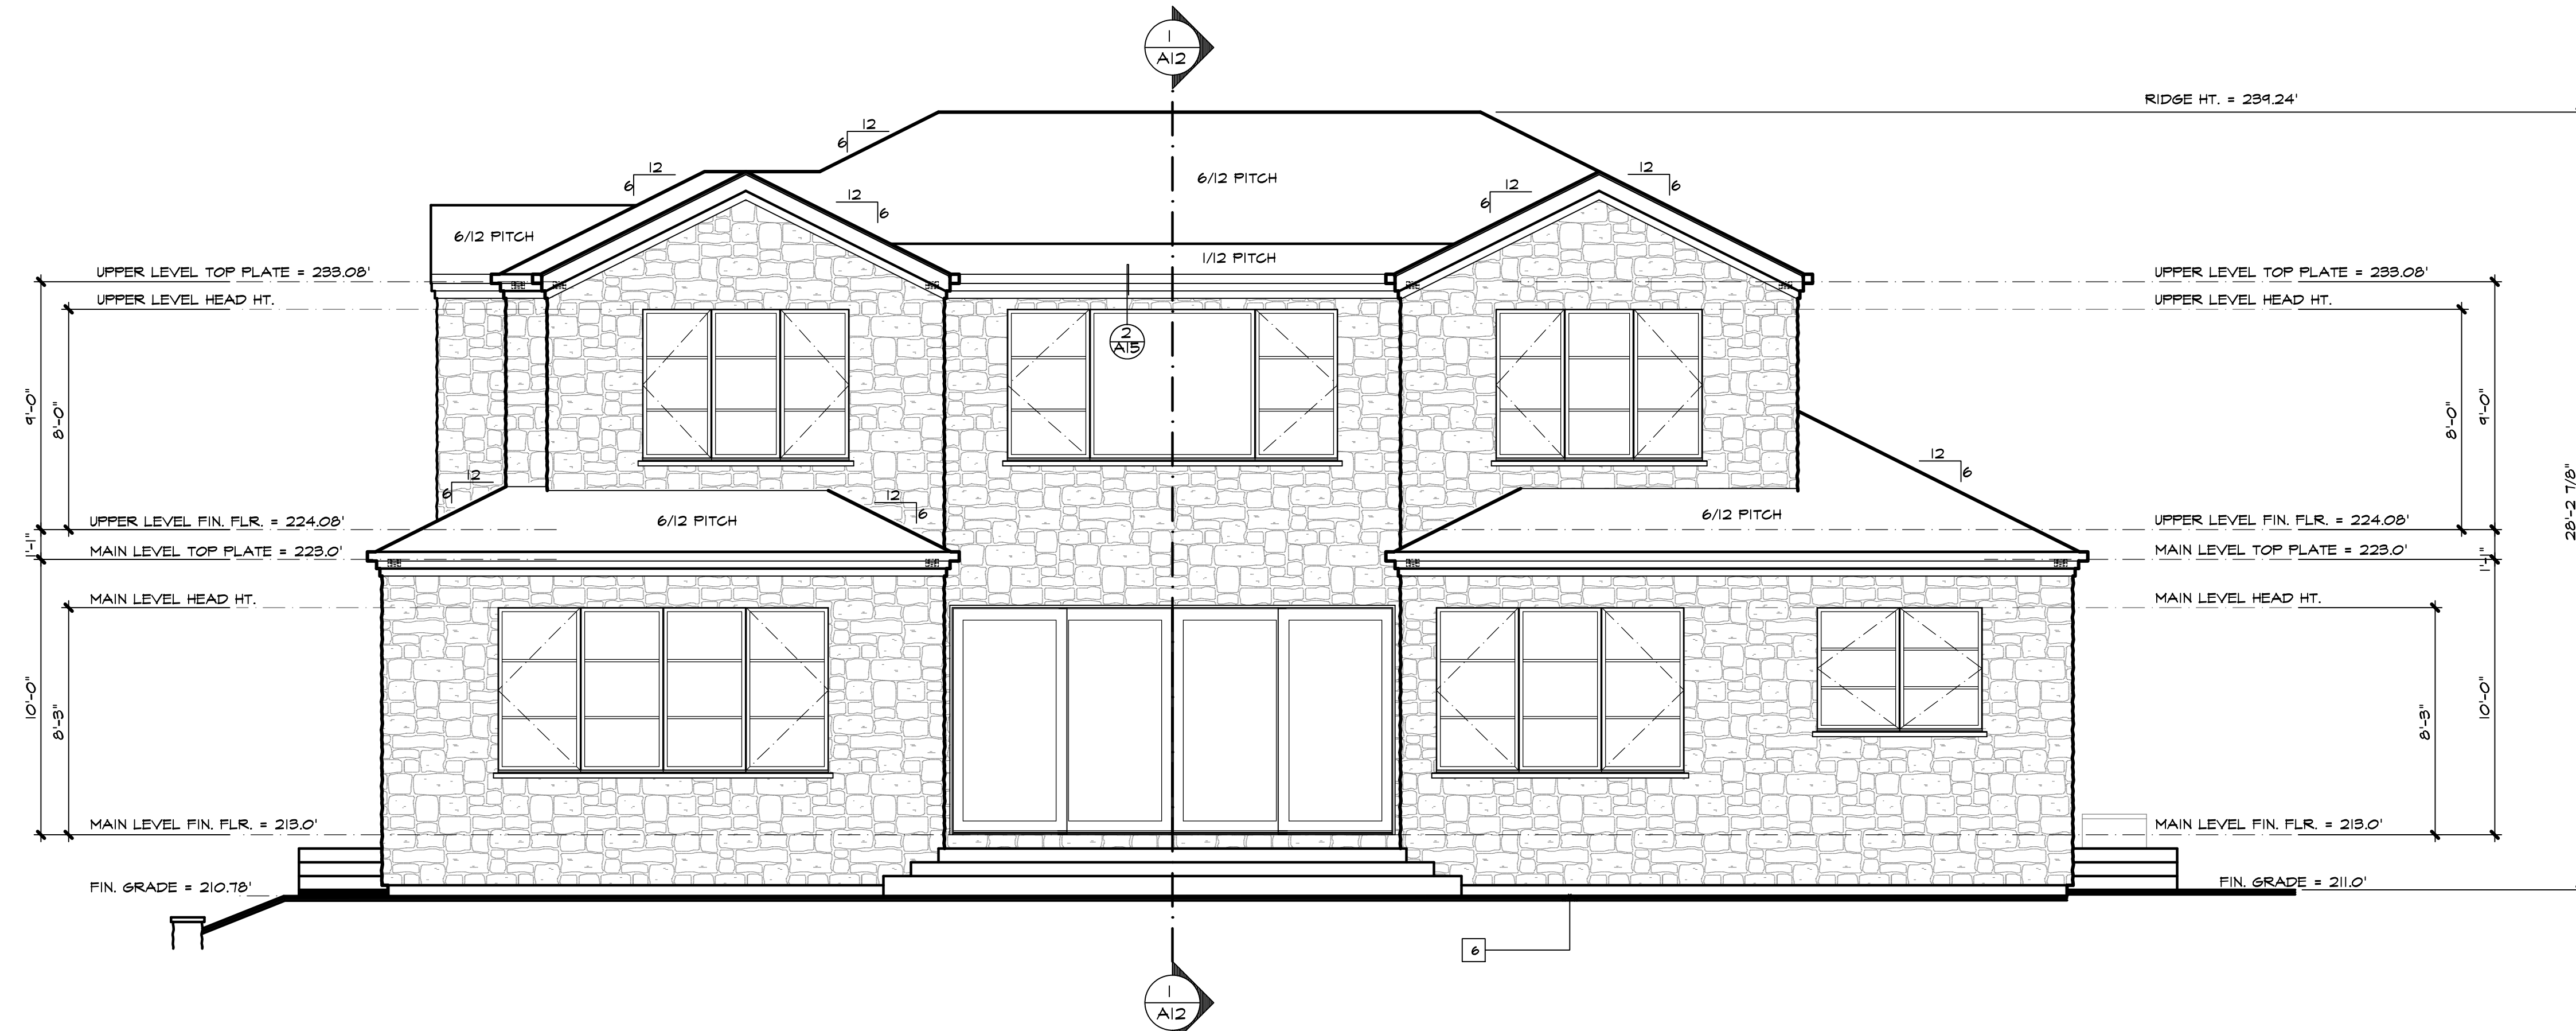 1
A12
RIDGE HT. = 239.24'
12
6
12
6
12
6
12
6
12
6
6/12 PITCH
6/12 PITCH
1/12 PITCH
UPPER LEVEL TOP PLATE = 233.08'
UPPER LEVEL TOP PLATE = 233.08'
UPPER LEVEL HEAD HT.
UPPER LEVEL HEAD HT.
2
A15
9'-0"
8'-0"
8'-0"
9'-0"
12
6
12
6
12
6
28'-2 7/8"
6/12 PITCH
6/12 PITCH
UPPER LEVEL FIN. FLR. = 224.08'
UPPER LEVEL FIN. FLR. = 224.08'
1'-1"
1'-1"
MAIN LEVEL TOP PLATE = 223.0'
MAIN LEVEL TOP PLATE = 223.0'
MAIN LEVEL HEAD HT.
MAIN LEVEL HEAD HT.
10'-0"
8'-3"
8'-3"
10'-0"
MAIN LEVEL FIN. FLR. = 213.0'
MAIN LEVEL FIN. FLR. = 213.0'
FIN. GRADE = 210.78'
FIN. GRADE = 211.0'
6
1
A12